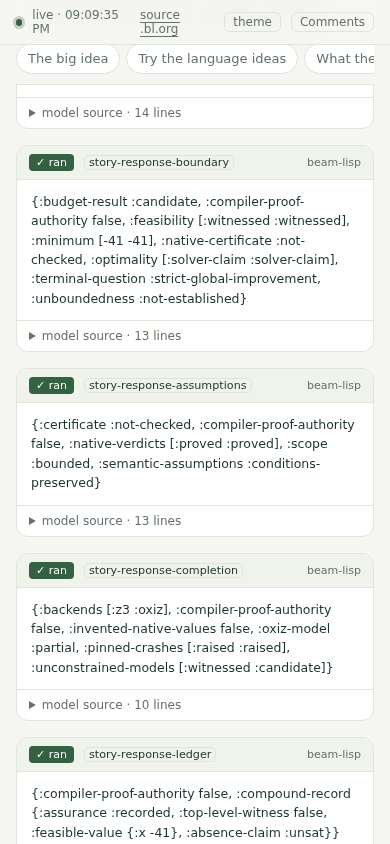 live · 09:09:35 PM
source .bl.org
theme
Comments
The big idea
Try the language ideas
What the
▶ model source · 14 lines
✓ ran story-response-boundary beam-lisp
{:budget-result :candidate, :compiler-proof-
authority false, :feasibility [:witnessed :witnessed],
:minimum [-41 -41], :native-certificate :not-
checked, :optimality [:solver-claim :solver-claim],
:terminal-question :strict-global-improvement,
:unboundedness :not-established}
▶ model source · 13 lines
✓ ran story-response-assumptions beam-lisp
{:certificate :not-checked, :compiler-proof-authority
false, :native-verdicts [:proved :proved], :scope
:bounded, :semantic-assumptions :conditions-
preserved}
▶ model source · 13 lines
✓ ran story-response-completion beam-lisp
{:backends [:z3 :oxiz], :compiler-proof-authority
false, :invented-native-values false, :oxiz-model
:partial, :pinned-crashes [:raised :raised],
:unconstrained-models [:witnessed :candidate]}
▶ model source · 10 lines
✓ ran story-response-ledger beam-lisp
{:compiler-proof-authority false, :compound-record
{:assurance :recorded, :top-level-witness false,
:feasible-value {:x -41}, :absence-claim :unsat}}